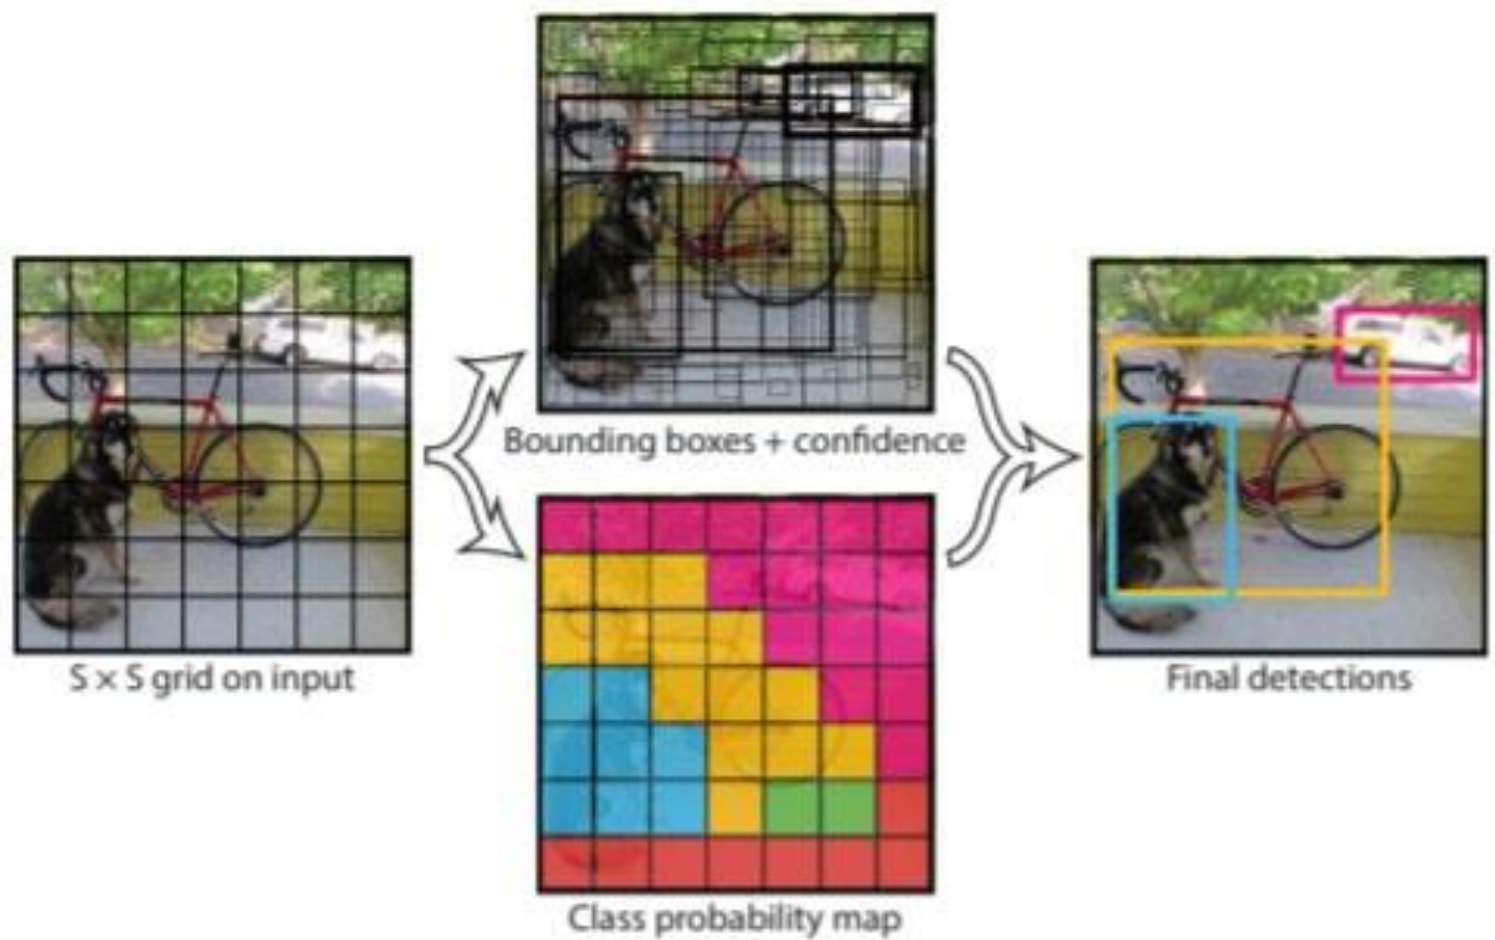 S × S grid on input
Bounding boxes + confidence
Class probability map
Final detections